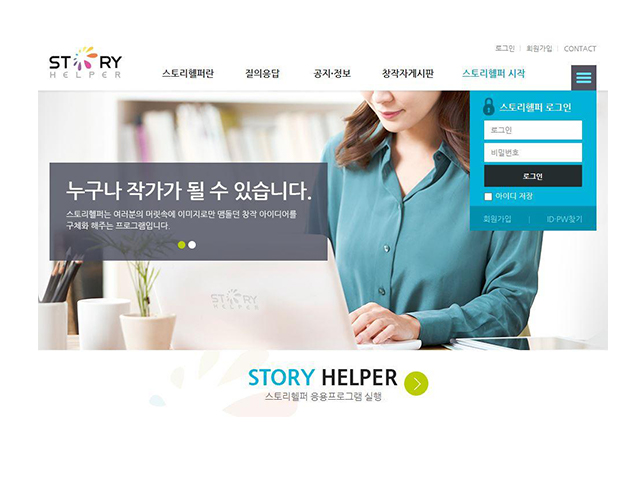 로그인 | 회원가입 | CONTACT
STORY
HELPER
스토리헬퍼란 질의응답 공지·정보 창작자게시판 스토리헬퍼 시작
스토리헬퍼 로그인
로그인
비밀번호
로그인
아이디 저장
회원가입 | ID·PW찾기
누구나 작가가 될 수 있습니다.
스토리헬퍼는 여러분의 머릿속에 이미지로만 맴돌던 창작 아이디어를
구체화 해주는 프로그램입니다.
STORY
HELPER
STORY HELPER
스토리헬퍼 응용프로그램 실행